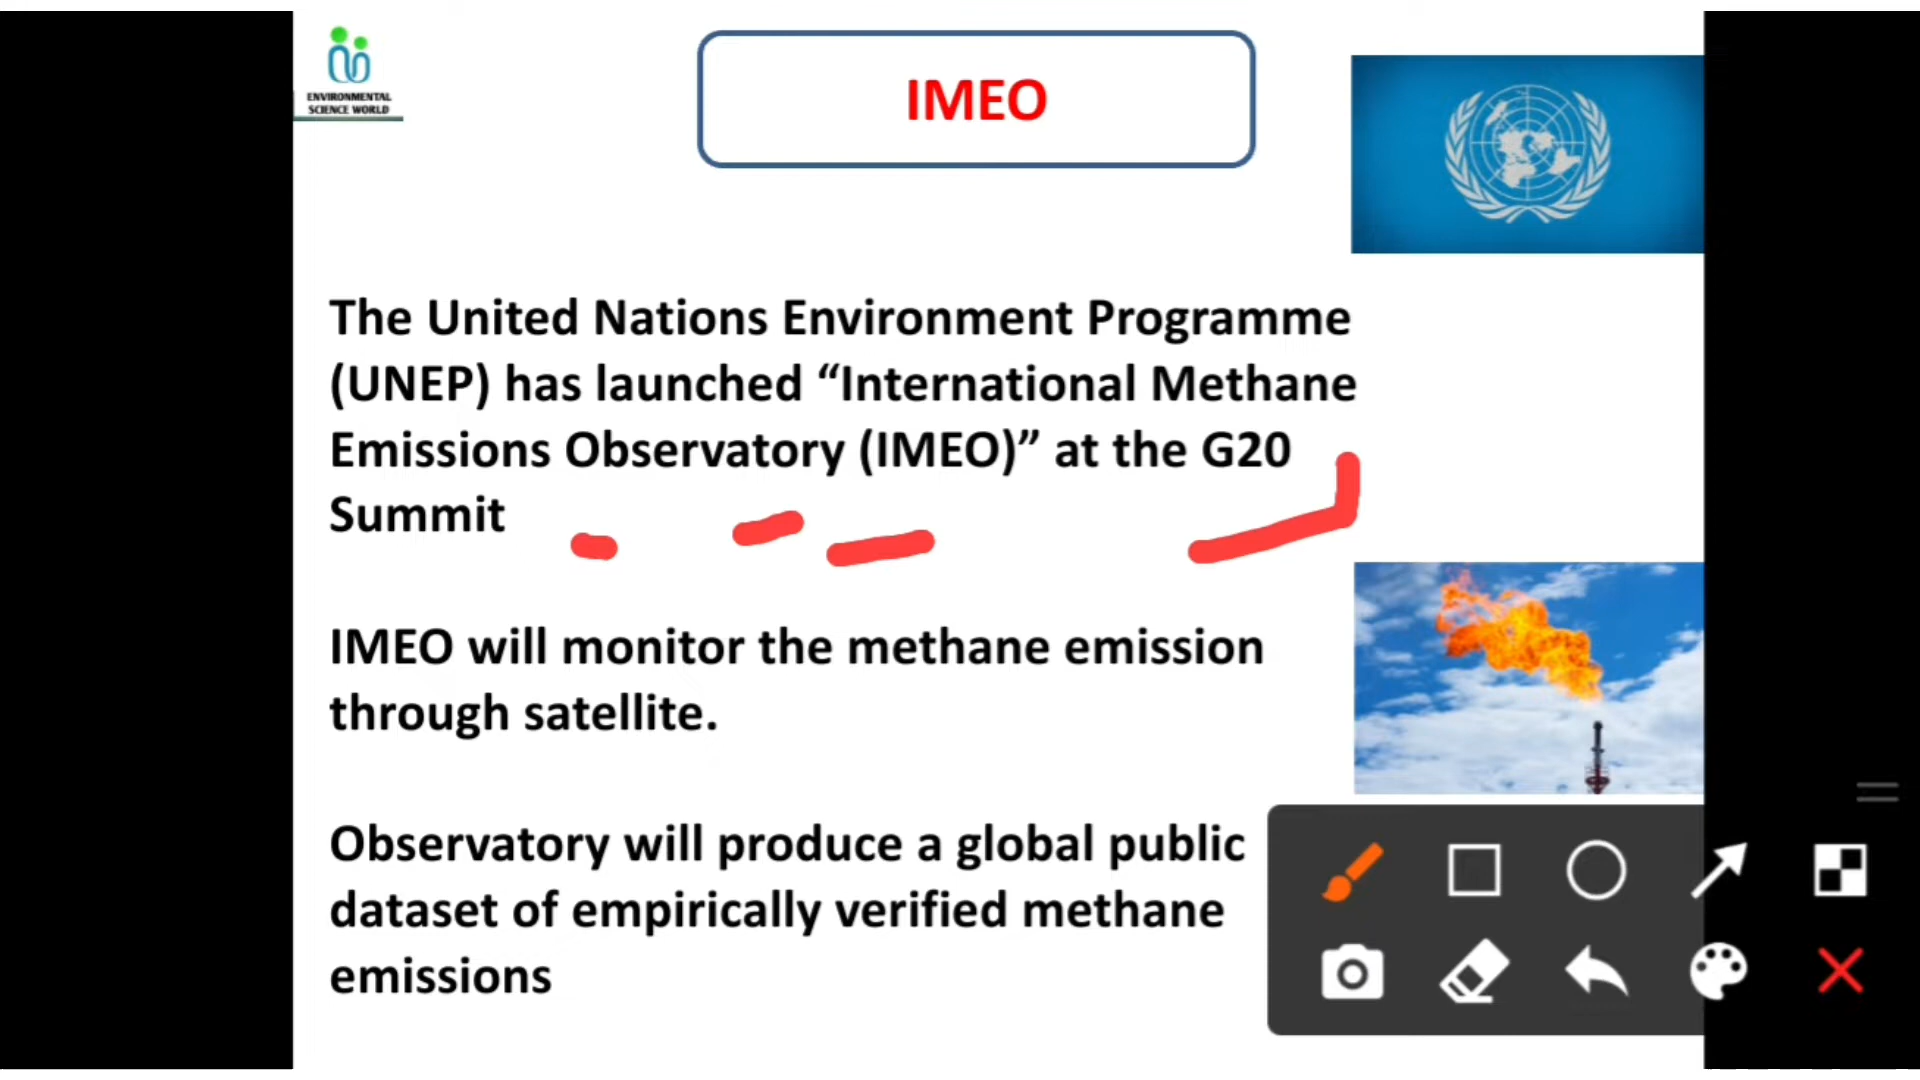 ENVIRONMENTAL
SCIENCE WORLD
IMEO
The United Nations Environment Programme
(UNEP) has launched “International Methane
Emissions Observatory (IMEO)” at the G20
Summit
IMEO will monitor the methane emission
through satellite.
Observatory will produce a global public
dataset of empirically verified methane
emissions